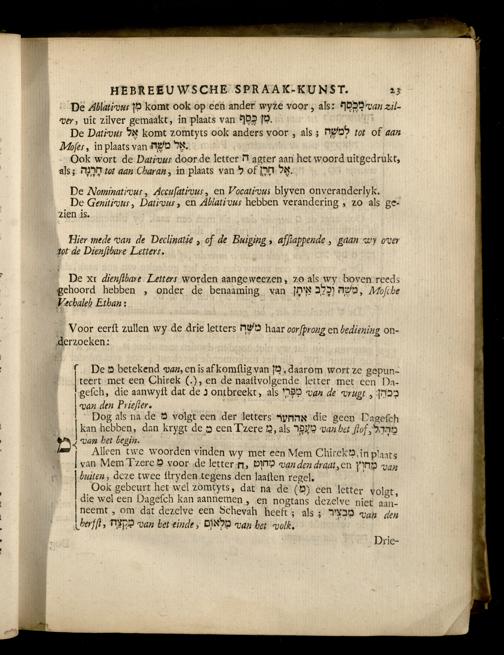 HEBREEUWSCHE SPRAAK-KUNST. 23
De Ablativus מִן komt ook op een ander wyze voor, als: מִכֶּסֶף van zil-
ver, uit zilver gemaakt, in plaats van מִן כֶּסֶף.
De Dativus אֶל komt zomtyts ook anders voor, als; לְמֹשֶׁה tot of aan
Moses, in plaats van אֶל מֹשֶׁה.
Ook wort de Dativus door de letter ה agter aan het woord uitgedrukt,
als; חָרָנָה tot aan Charan, in plaats van ל of אֶל חָרָן.
De Nominativus, Accusativus, en Vocativus blyven onveranderlyk.
De Genitivus, Dativus, en Ablativus hebben verandering, zo als ge-
zien is.
Hier mede van de Declinatie, of de Buiging, afstappende, gaan wy over
tot de Dienstbare Letters.
De XI dienstbare Letters worden aangeweezen, zo als wy boven reeds
gehoord hebben, onder de benaaming van מֹשֶׁה וְכָלֵב אֵיתָן, Mosche
Vechaleb Ethan:
Voor eerst zullen wy de drie letters משה haar oorsprong en bediening on-
derzoeken:
De מ betekend van, en is afkomstig van מִן, daarom wort ze gepun-
teert met een Chirek (.), en de naastvolgende letter met een Da-
gesch, die aanwyst dat de נ ontbreekt, als מִפְּרִי van de vrugt, מִכֹּהֵן
van den Priester.
Dog als na de מ volgt een der letters אהחער die geen Dagesch
kan hebben, dan krygt de מ een Tzere מֵ, als מֵעָפָר van het stof,
מ van het begin.
Alleen twee woorden vinden wy met een Mem Chirek מִ, in plaats
van Mem Tzere מֵ voor de letter ח, מִחוּט van den draat, en מִחוּץ van
buiten, deze twee stryden tegens den laasten regel.
Ook gebeurt het wel zomtyts, dat na de (מ) een letter volgt,
die wel een Dagesch kan aannemen, en nogtans dezelve niet aan-
neemt, om dat dezelve een Schevah heeft; als; מִבְצִיר van den
herfst, מִקְצֵה van het einde, מִלְאוֹם van het volk.
Drie-